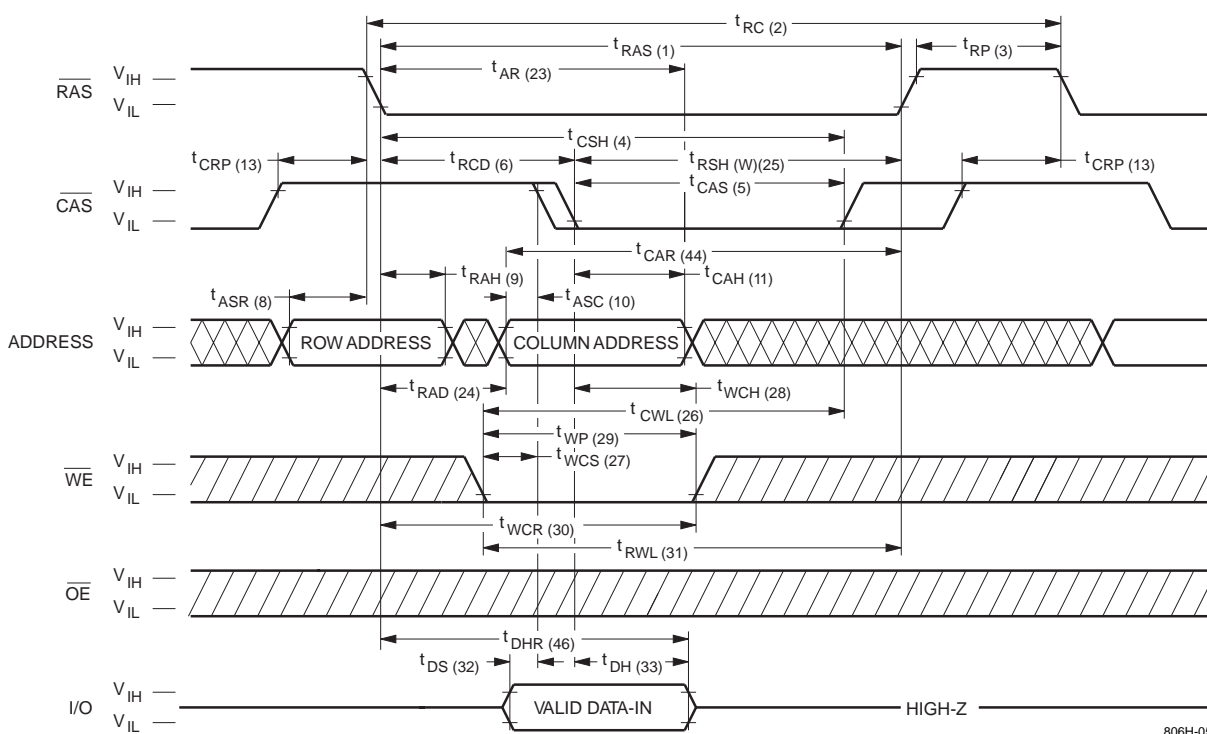 t RC (2)
t RAS (1)
t RP (3)
t AR (23)
RAS
V IH
V IL
t CSH (4)
t CRP (13)
t RCD (6)
t RSH (W)(25)
t CRP (13)
CAS
V IH
V IL
t CAS (5)
t CAR (44)
t RAH (9)
t CAH (11)
t ASR (8)
t ASC (10)
ADDRESS
V IH
V IL
ROW ADDRESS
COLUMN ADDRESS
t RAD (24)
t WCH (28)
t CWL (26)
t WP (29)
t WCS (27)
WE
V IH
V IL
t WCR (30)
t RWL (31)
OE
V IH
V IL
t DHR (46)
t DS (32)
t DH (33)
I/O
V IH
V IL
VALID DATA-IN
HIGH-Z